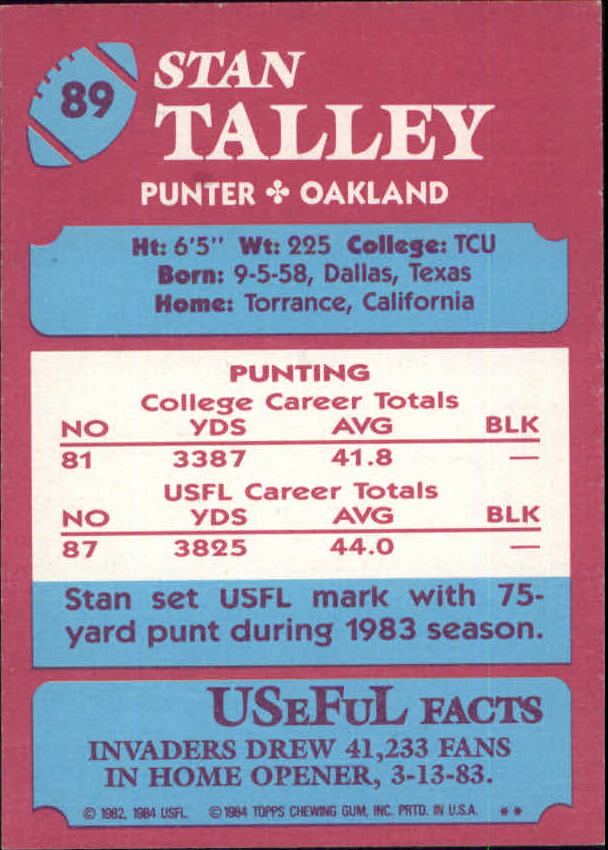 89
STAN
TALLEY
PUNTER ✤ OAKLAND
Ht: 6'5" Wt: 225 College: TCU
Born: 9-5-58, Dallas, Texas
Home: Torrance, California
PUNTING
College Career Totals
NO YDS AVG BLK
81 3387 41.8 —
USFL Career Totals
NO YDS AVG BLK
87 3825 44.0 —
Stan set USFL mark with 75-
yard punt during 1983 season.
USEFUL FACTS
INVADERS DREW 41,233 FANS
IN HOME OPENER, 3-13-83.
© 1982, 1984 USFL. © 1984 TOPPS CHEWING GUM, INC. PRTD. IN U.S.A. **